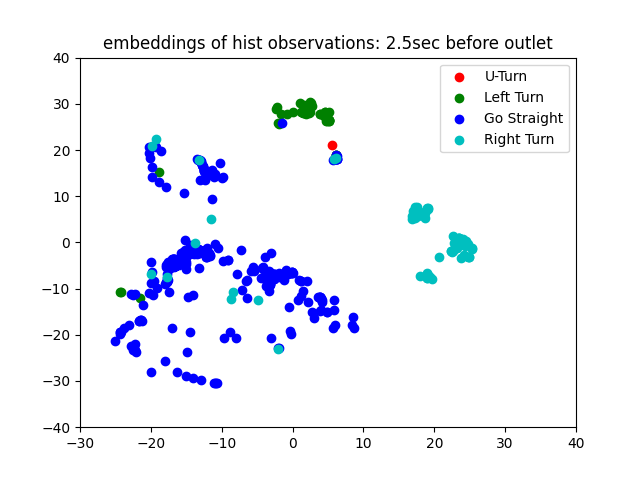 embeddings of hist observations: 2.5sec before outlet
U-Turn
Left Turn
Go Straight
Right Turn
40
30
20
10
0
−10
−20
−30
−40
−30 −20 −10 0 10 20 30 40